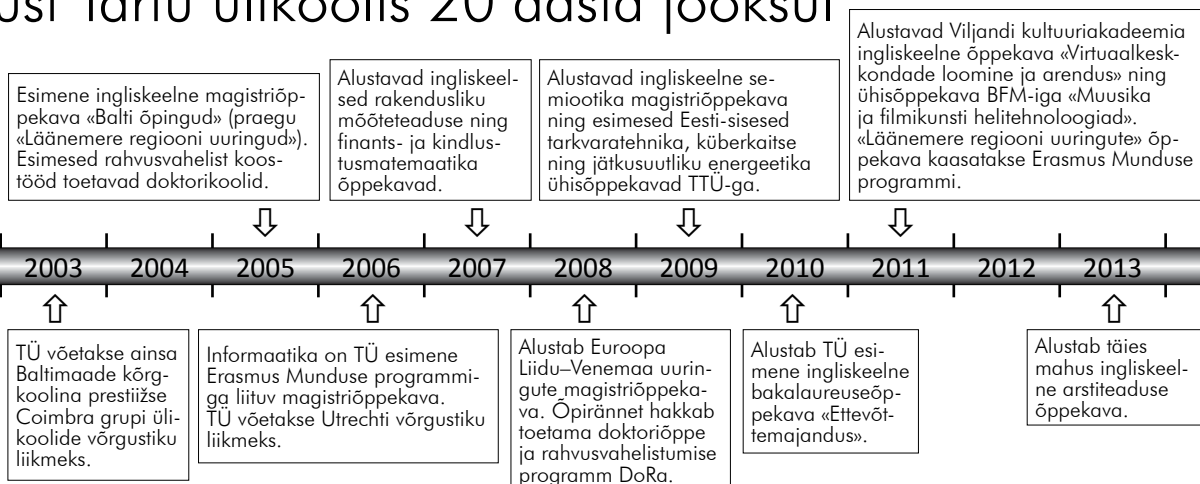 ust Tartu ülikoolis 20 aasta jooksul
Esimene ingliskeelne magistriõp-
pekava «Balti õpingud» (praegu
«Läänemere regiooni uuringud»).
Esimesed rahvusvahelist koos-
tööd toetavad doktorikoolid.
Alustavad ingliskeel-
sed rakendusliku
mõõteteaduse ning
finants- ja kindlus-
tusmatemaatika
õppekavad.
Alustavad ingliskeelne se-
miootika magistriõppekava
ning esimesed Eesti-sisesed
tarkvaratehnika, küberkaitse
ning jätkusuutliku energeetika
ühisõppekavad TTÜ-ga.
Alustavad Viljandi kultuuriakadeemia
ingliskeelne õppekava «Virtuaalkesk-
kondade loomine ja arendus» ning
ühisõppekava BFM-iga «Muusika
ja filmikunsti helitehnoloogia».
«Läänemere regiooni uuringute» õp-
pekava kaasatakse Erasmus Munduse
programmi.
2003 2004 2005 2006 2007 2008 2009 2010 2011 2012 2013
TÜ võetakse ainsa
Baltimaade kõrg-
koolina prestiižse
Coimbra grupi üli-
koolide võrgustiku
liikmeks.
Informaatika on TÜ esimene
Erasmus Munduse programmi-
ga liituv magistriõppekava.
TÜ võetakse Utrechti võrgustiku
liikmeks.
Alustab Euroopa
Liidu–Venemaa uurin-
gute magistriõppeka-
va. Õpirännet hakkab
toetama doktoriõppe
ja rahvusvahelistumise
programm DoRa.
Alustab TÜ esi-
mene ingliskeelne
bakalaureuseõp-
pekava «Ettevõt-
temajandus».
Alustab täies
mahus ingliskeel-
ne arstiteaduse
õppekava.